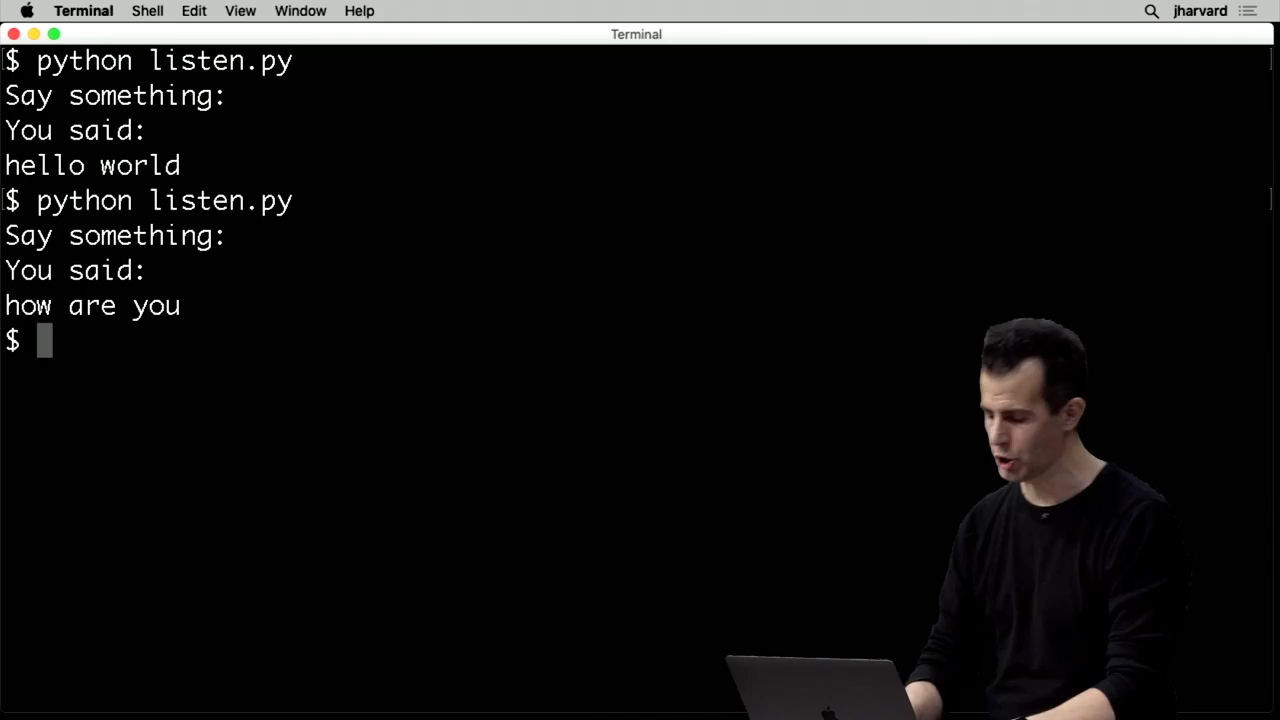 Terminal Shell Edit View Window Help jharvard
Terminal
$ python listen.py
Say something:
You said:
hello world
$ python listen.py
Say something:
You said:
how are you
$